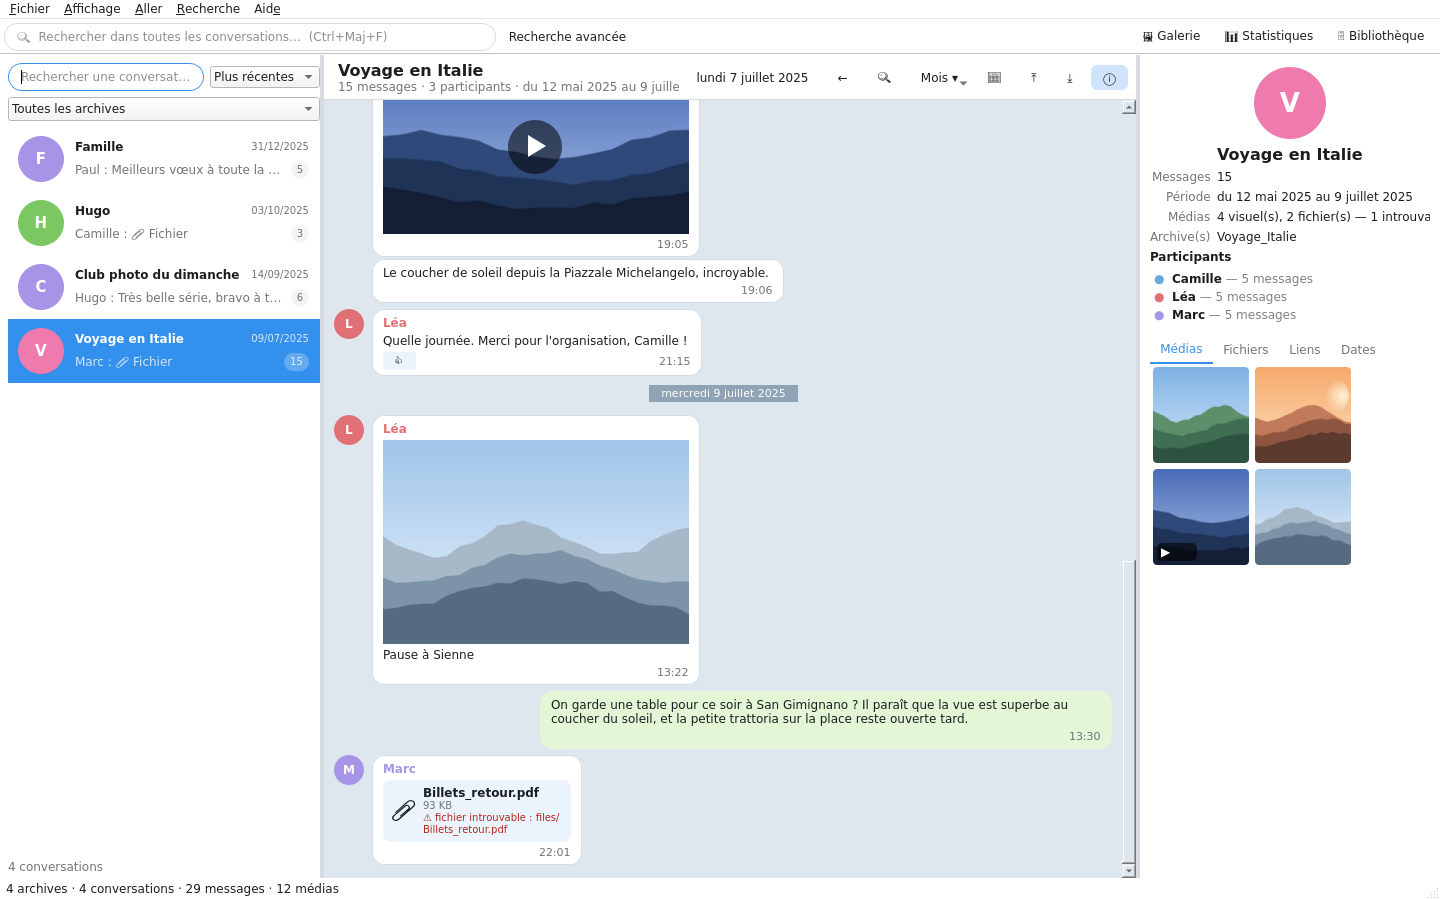 Fichier Affichage Aller Recherche Aide
Rechercher dans toutes les conversations… (Ctrl+Maj+F)
Recherche avancée
Galerie
Statistiques
Bibliothèque
Rechercher une conversat…
Plus récentes
Toutes les archives
F
Famille
31/12/2025
Paul : Meilleurs vœux à toute la …
5
H
Hugo
03/10/2025
Camille : Fichier
3
C
Club photo du dimanche
14/09/2025
Hugo : Très belle série, bravo à t…
6
V
Voyage en Italie
09/07/2025
Marc : Fichier
15
4 conversations
Voyage en Italie
15 messages · 3 participants · du 12 mai 2025 au 9 juille
lundi 7 juillet 2025
Mois
19:05
Le coucher de soleil depuis la Piazzale Michelangelo, incroyable.
19:06
L
Léa
Quelle journée. Merci pour l'organisation, Camille !
21:15
mercredi 9 juillet 2025
L
Léa
Pause à Sienne
13:22
On garde une table pour ce soir à San Gimignano ? Il paraît que la vue est superbe au
coucher du soleil, et la petite trattoria sur la place reste ouverte tard.
13:30
M
Marc
Billets_retour.pdf
93 KB
⚠ fichier introuvable : files/
Billets_retour.pdf
22:01
V
Voyage en Italie
Messages 15
Période du 12 mai 2025 au 9 juillet 2025
Médias 4 visuel(s), 2 fichier(s) — 1 introuva
Archive(s) Voyage_Italie
Participants
Camille — 5 messages
Léa — 5 messages
Marc — 5 messages
Médias Fichiers Liens Dates
4 archives · 4 conversations · 29 messages · 12 médias